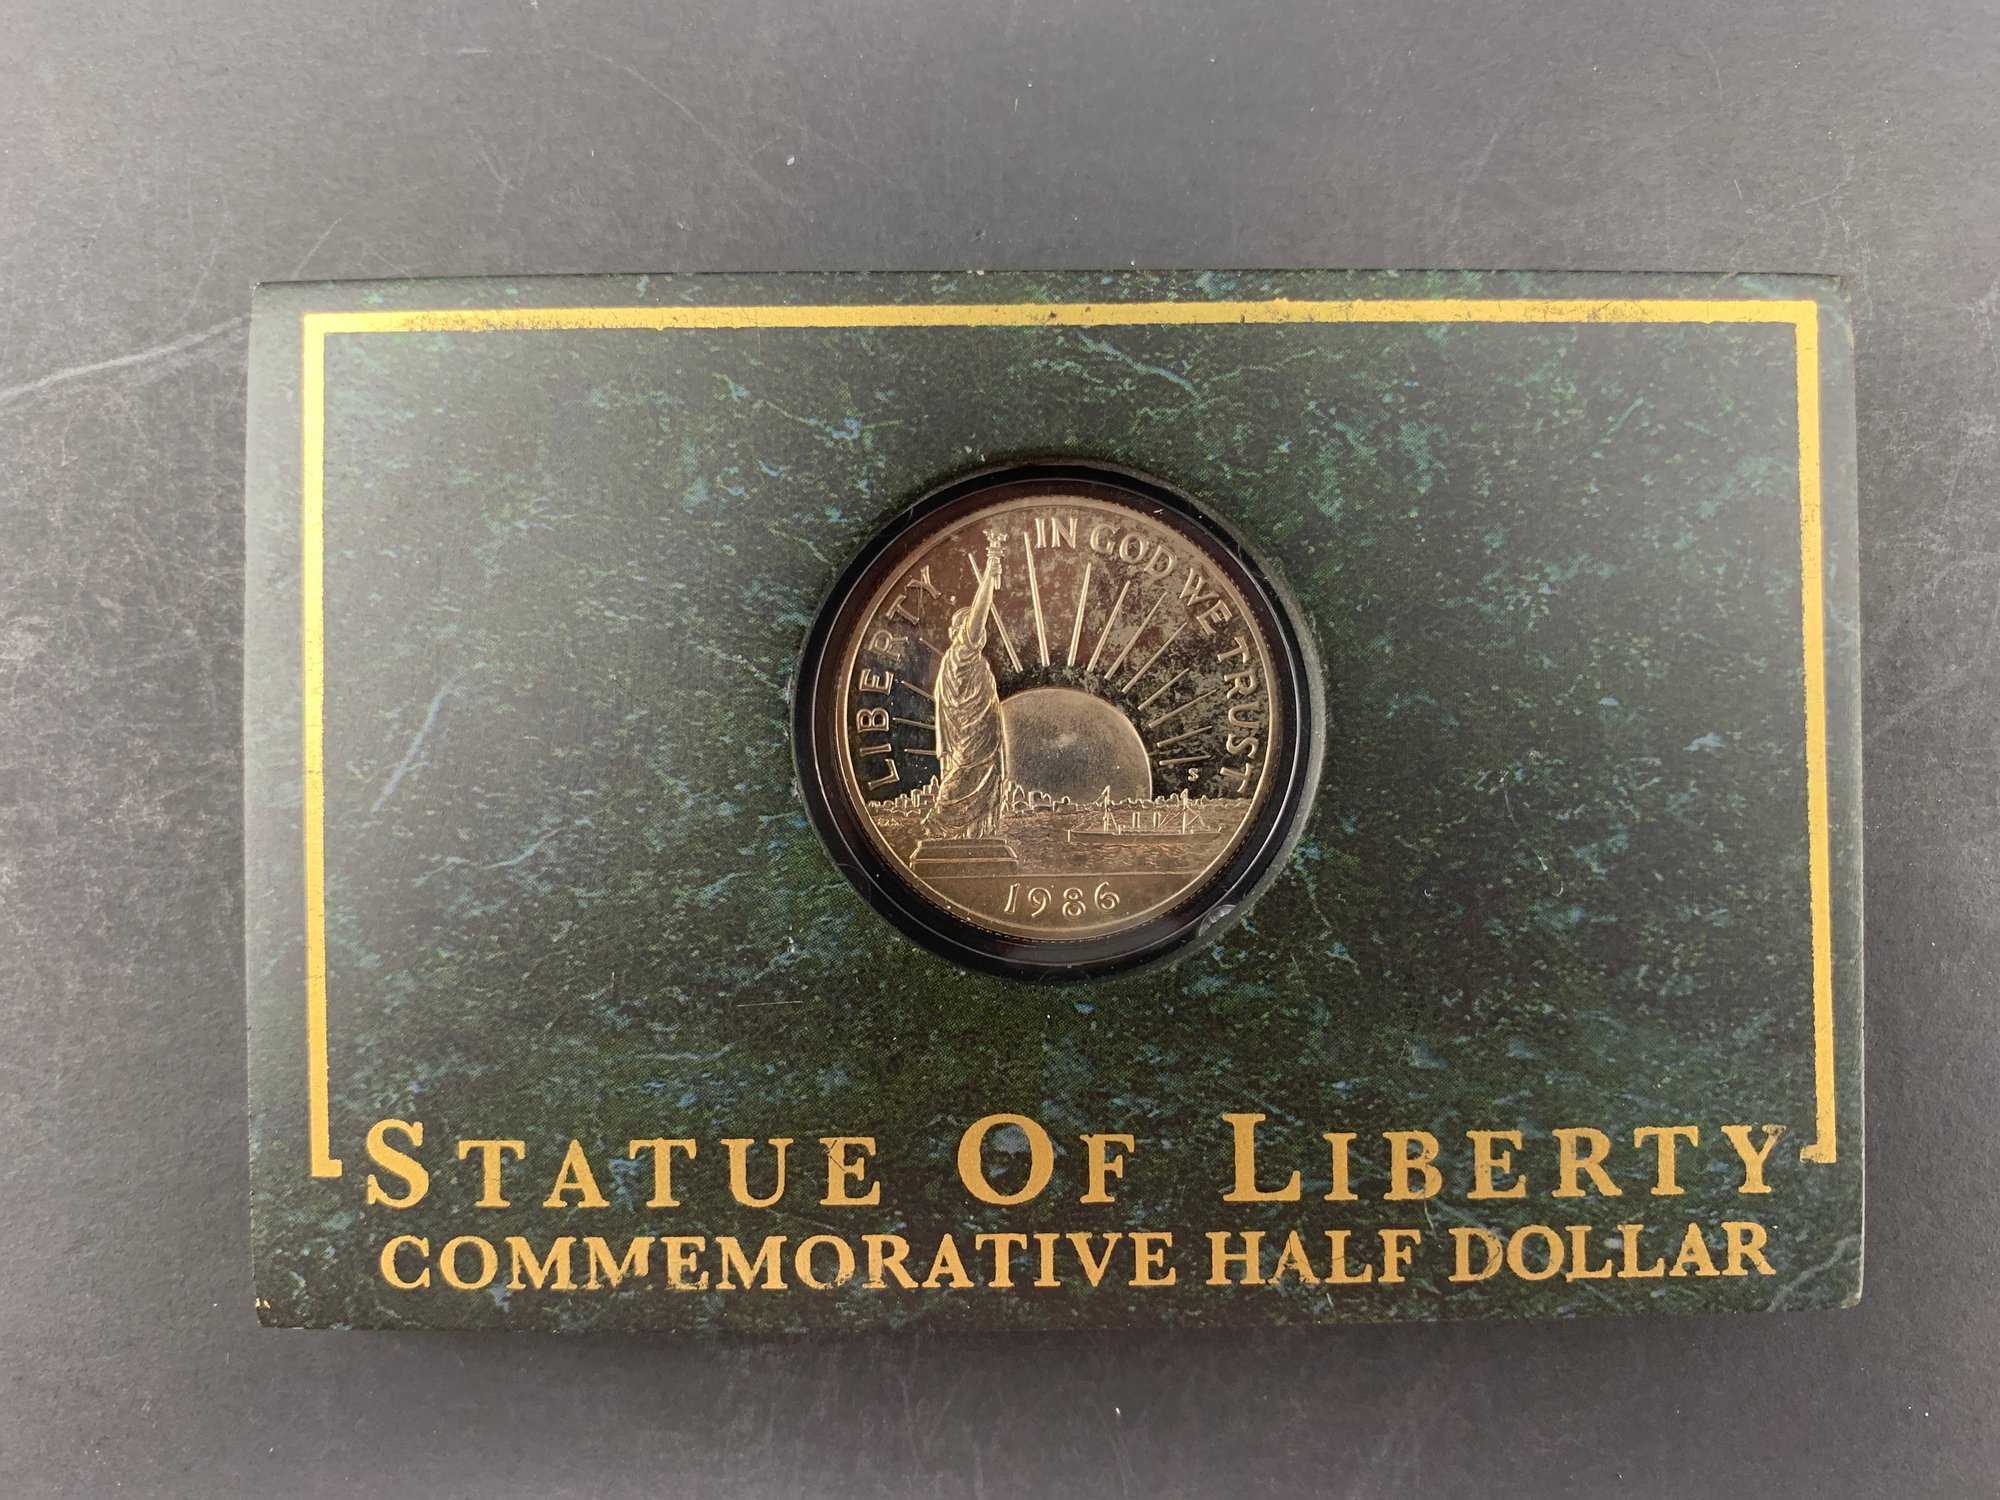 LIBERTY
IN GOD WE TRUST
S
1986
STATUE OF LIBERTY
COMMEMORATIVE HALF DOLLAR